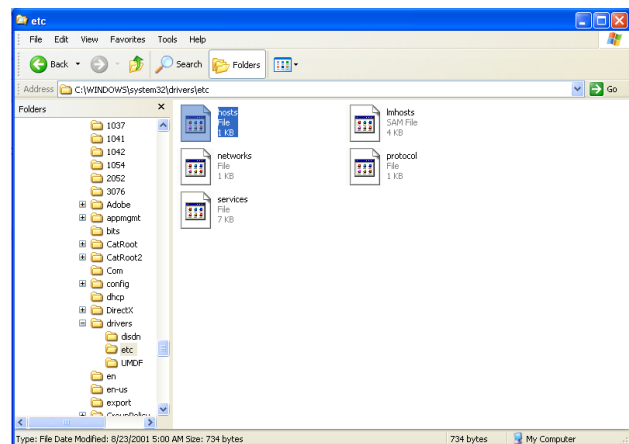 etc
File Edit View Favorites Tools Help
Back Search Folders
Address C:\WINDOWS\system32\drivers\etc Go
Folders
1037
1041
1042
1054
2052
3076
Adobe
appmgmt
bits
CatRoot
CatRoot2
Com
config
dhcp
DirectX
drivers
disdn
etc
UMDF
en
en-us
export
GroupPolicy
hosts
File
1 KB
lmhosts
SAM File
4 KB
networks
File
1 KB
protocol
File
1 KB
services
File
7 KB
Type: File Date Modified: 8/23/2001 5:00 AM Size: 734 bytes 734 bytes My Computer